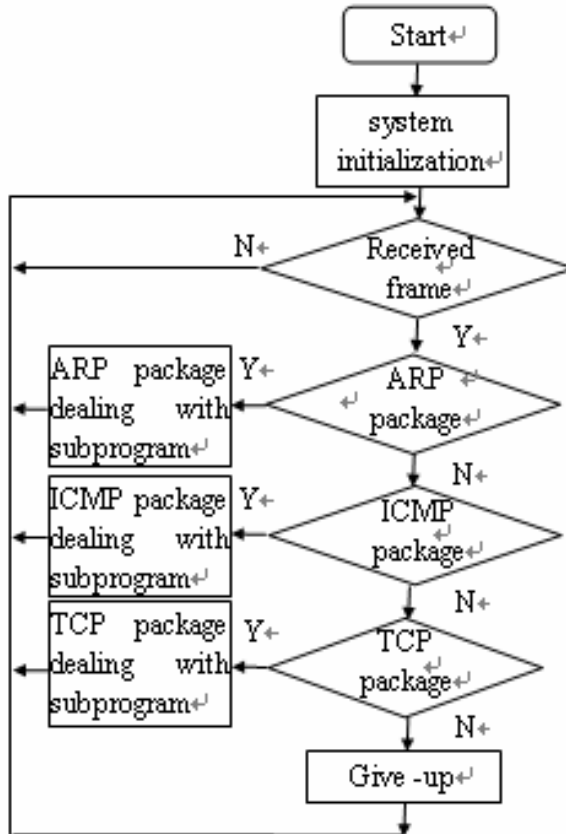 Start
system
initialization
N
Received
frame
Y
ARP package
dealing with
subprogram
Y
ARP
package
N
ICMP package
dealing with
subprogram
Y
ICMP
package
N
TCP package
dealing with
subprogram
Y
TCP
package
N
Give -up